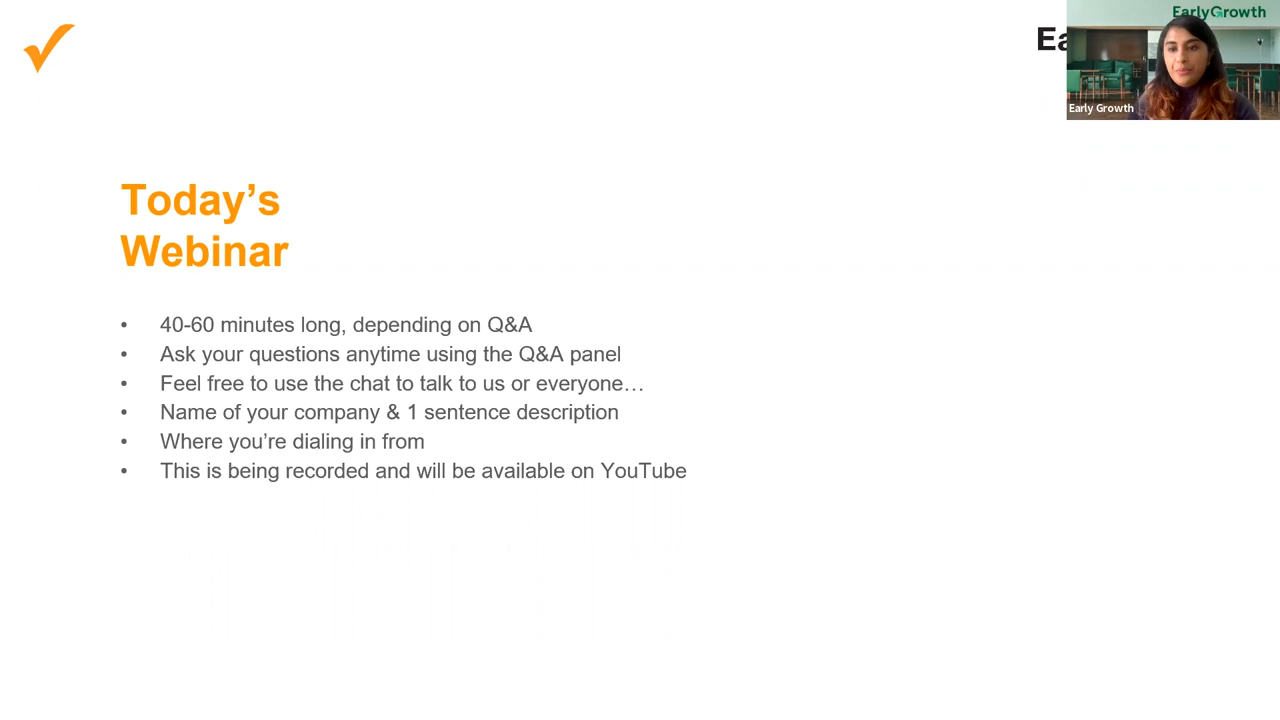 EarlyGrowth
Ea
Early Growth
Today’s
Webinar
• 40-60 minutes long, depending on Q&A
• Ask your questions anytime using the Q&A panel
• Feel free to use the chat to talk to us or everyone…
• Name of your company & 1 sentence description
• Where you’re dialing in from
• This is being recorded and will be available on YouTube